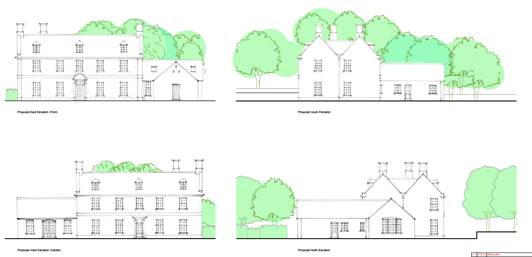 Proposed East Elevation (Front)
Proposed South Elevation
Proposed West Elevation (Garden)
Proposed North Elevation